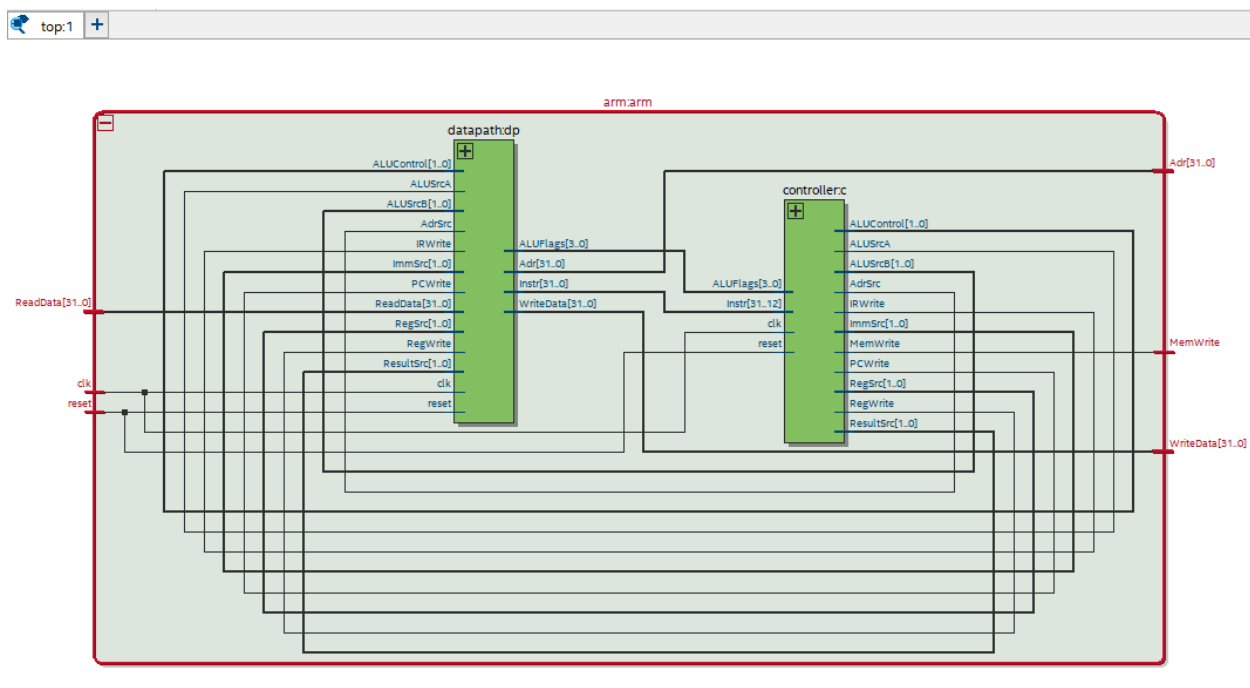 top:1 +
arm:arm
datapath:dp
ALUControl[1..0]
ALUSrcA
ALUSrcB[1..0]
AdrSrc
IRWrite
ImmSrc[1..0]
PCWrite
ReadData[31..0]
RegSrc[1..0]
RegWrite
ResultSrc[1..0]
clk
reset
ALUFlags[3..0]
Adr[31..0]
Instr[31..0]
WriteData[31..0]
controller:c
ALUFlags[3..0]
Instr[31..12]
clk
reset
ALUControl[1..0]
ALUSrcA
ALUSrcB[1..0]
AdrSrc
IRWrite
ImmSrc[1..0]
MemWrite
PCWrite
RegSrc[1..0]
RegWrite
ResultSrc[1..0]
ReadData[31..0]
clk
reset
Adr[31..0]
MemWrite
WriteData[31..0]